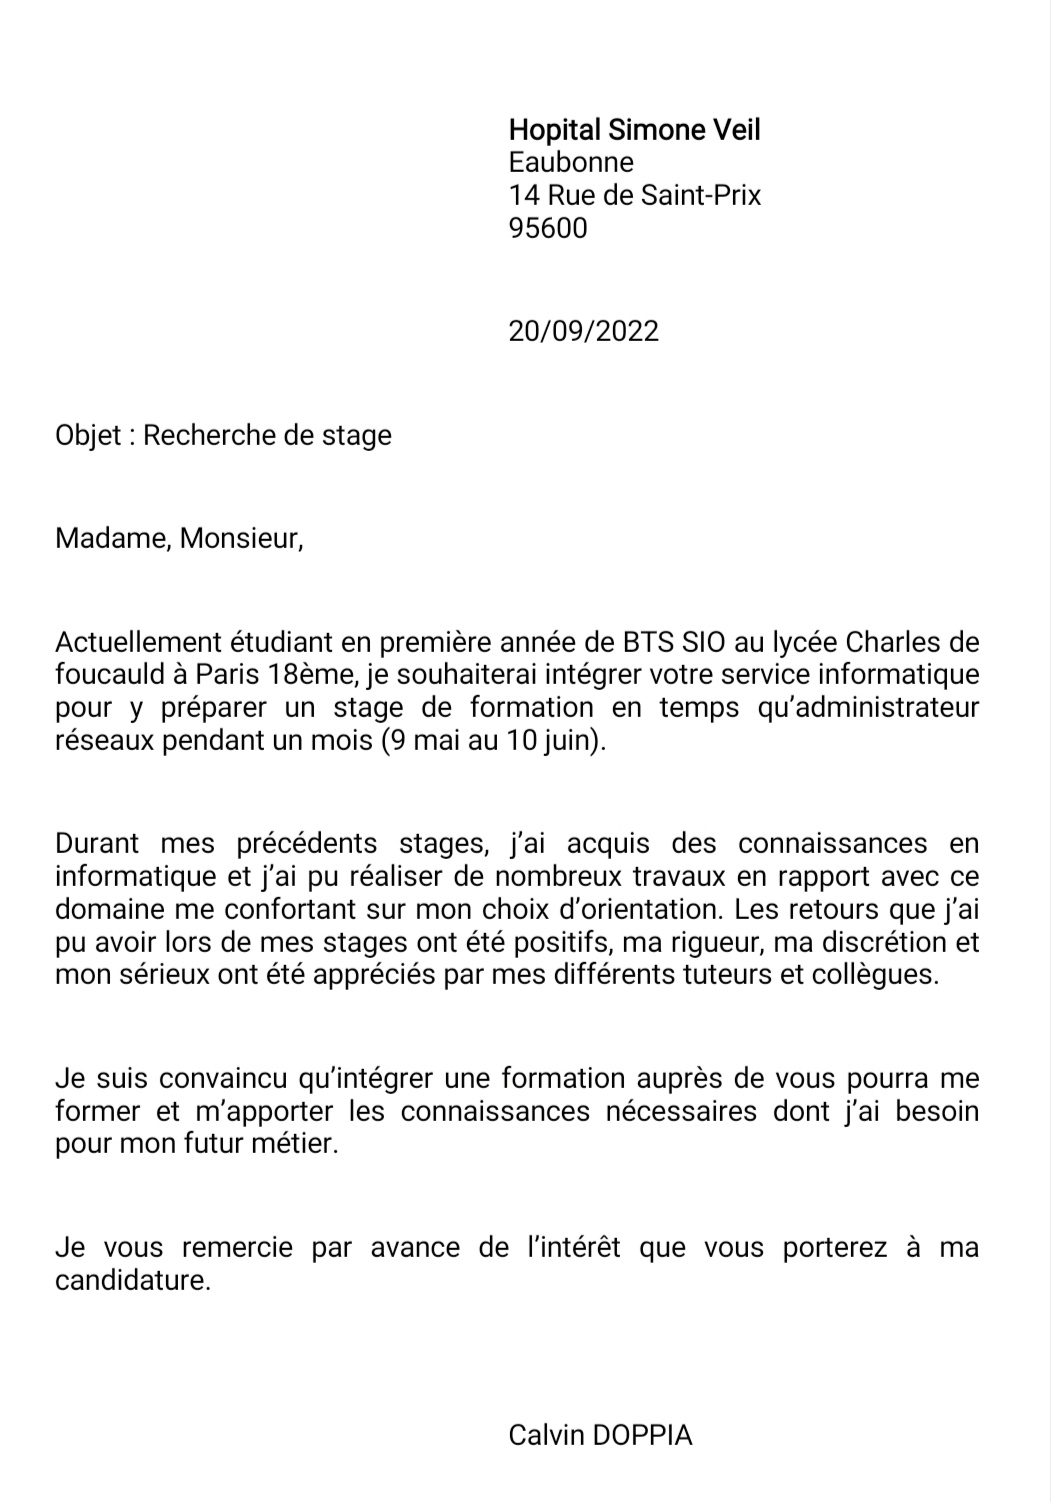 Hopital Simone Veil
Eaubonne
14 Rue de Saint-Prix
95600
20/09/2022
Objet : Recherche de stage
Madame, Monsieur,
Actuellement étudiant en première année de BTS SIO au lycée Charles de
foucauld à Paris 18ème, je souhaiterai intégrer votre service informatique
pour y préparer un stage de formation en temps qu’administrateur
réseaux pendant un mois (9 mai au 10 juin).
Durant mes précédents stages, j’ai acquis des connaissances en
informatique et j’ai pu réaliser de nombreux travaux en rapport avec ce
domaine me confortant sur mon choix d’orientation. Les retours que j’ai
pu avoir lors de mes stages ont été positifs, ma rigueur, ma discrétion et
mon sérieux ont été appréciés par mes différents tuteurs et collègues.
Je suis convaincu qu’intégrer une formation auprès de vous pourra me
former et m’apporter les connaissances nécessaires dont j’ai besoin
pour mon futur métier.
Je vous remercie par avance de l’intérêt que vous porterez à ma
candidature.
Calvin DOPPIA